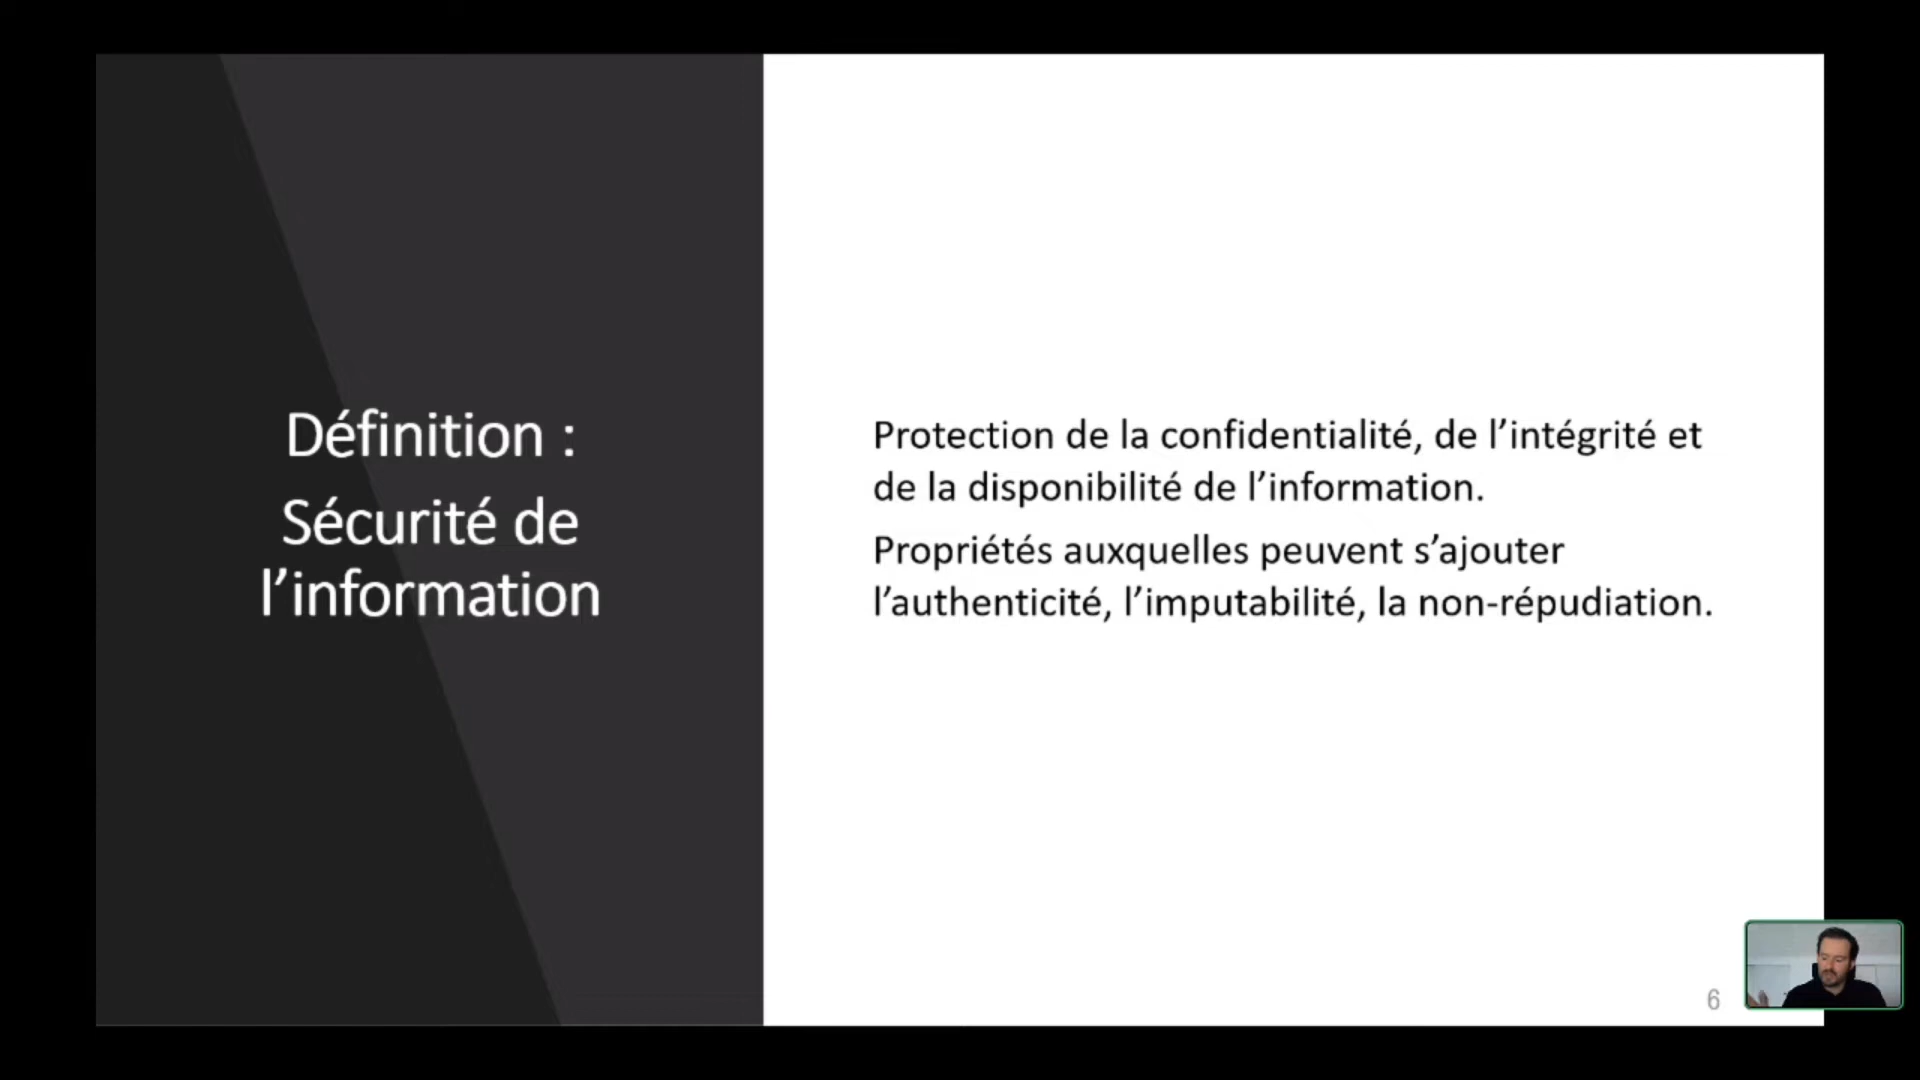 Définition :
Sécurité de
l’information
Protection de la confidentialité, de l’intégrité et
de la disponibilité de l’information.
Propriétés auxquelles peuvent s’ajouter
l’authenticité, l’imputabilité, la non-répudiation.
6